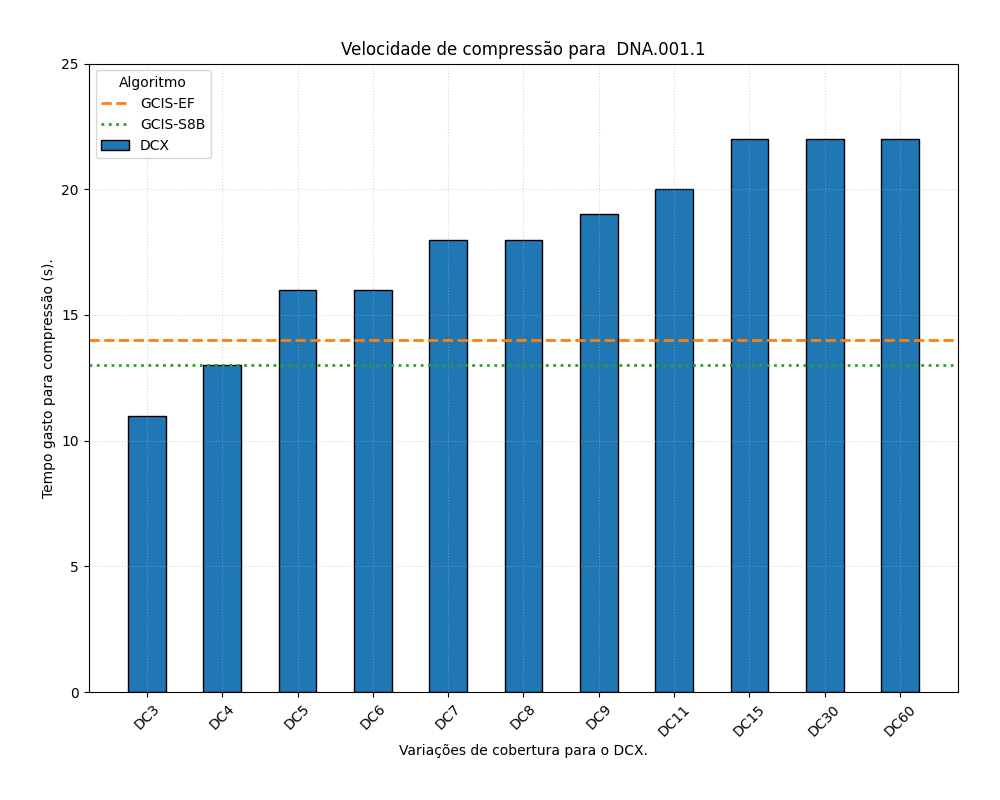 Velocidade de compressão para  DNA.001.1
Algoritmo
GCIS-EF
GCIS-S8B
DCX
Tempo gasto para compressão (s).
25
20
15
10
5
0
DC3
DC4
DC5
DC6
DC7
DC8
DC9
DC11
DC15
DC30
DC60
Variações de cobertura para o DCX.